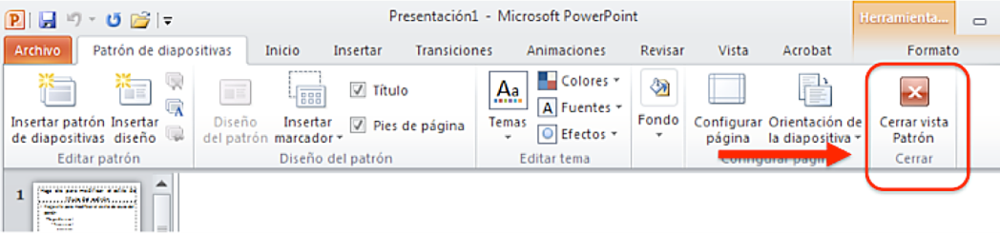 Presentación1 - Microsoft PowerPoint
Herramienta...
Archivo Patrón de diapositivas Inicio Insertar Transiciones Animaciones Revisar Vista Acrobat Formato
Insertar patrón de diapositivas
Insertar diseño
Editar patrón
Diseño del patrón
Insertar marcador
Título
Pies de página
Diseño del patrón
Temas
Colores
Fuentes
Efectos
Editar tema
Fondo
Configurar página
Orientación de la diapositiva
Configurar página
Cerrar vista Patrón
Cerrar
1